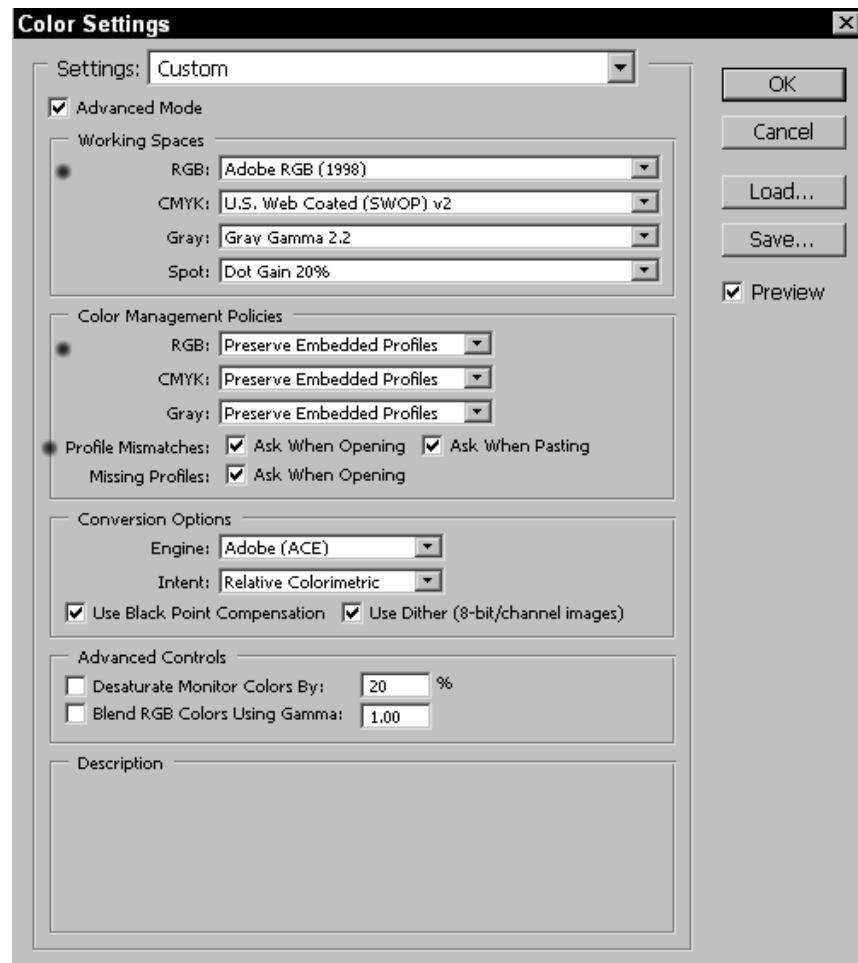 Color Settings
Settings: Custom
OK
Advanced Mode
Cancel
Working Spaces
RGB: Adobe RGB (1998)
Load...
CMYK: U.S. Web Coated (SWOP) v2
Gray: Gray Gamma 2.2
Save...
Spot: Dot Gain 20%
Preview
Color Management Policies
RGB: Preserve Embedded Profiles
CMYK: Preserve Embedded Profiles
Gray: Preserve Embedded Profiles
Profile Mismatches: Ask When Opening Ask When Pasting
Missing Profiles: Ask When Opening
Conversion Options
Engine: Adobe (ACE)
Intent: Relative Colorimetric
Use Black Point Compensation Use Dither (8-bit/channel images)
Advanced Controls
Desaturate Monitor Colors By: 20 %
Blend RGB Colors Using Gamma: 1.00
Description